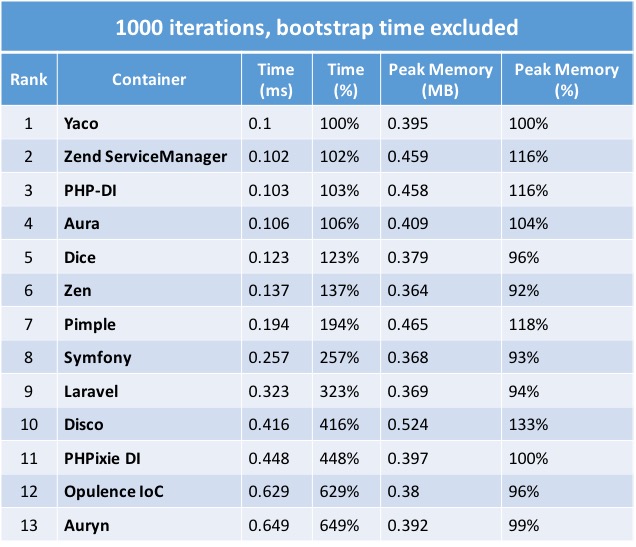 1000 iterations, bootstrap time excluded
Rank Container Time (ms) Time (%) Peak Memory (MB) Peak Memory (%)
1 Yaco 0.1 100% 0.395 100%
2 Zend ServiceManager 0.102 102% 0.459 116%
3 PHP-DI 0.103 103% 0.458 116%
4 Aura 0.106 106% 0.409 104%
5 Dice 0.123 123% 0.379 96%
6 Zen 0.137 137% 0.364 92%
7 Pimple 0.194 194% 0.465 118%
8 Symfony 0.257 257% 0.368 93%
9 Laravel 0.323 323% 0.369 94%
10 Disco 0.416 416% 0.524 133%
11 PHPixie DI 0.448 448% 0.397 100%
12 Opulence IoC 0.629 629% 0.38 96%
13 Auryn 0.649 649% 0.392 99%